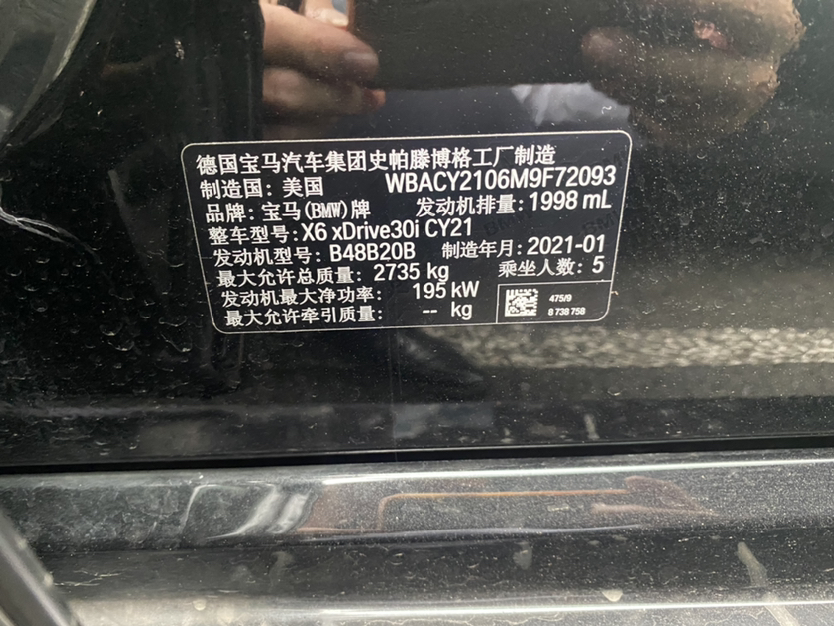 德国宝马汽车集团史帕滕博格工厂制造
制造国：美国 WBACY2106M9F72093
品牌：宝马(BMW)牌 发动机排量：1998 mL
整车型号：X6 xDrive30i CY21
发动机型号：B48B20B 制造年月：2021-01
最大允许总质量：2735 kg 乘坐人数：5
发动机最大净功率：195 kW
最大允许牵引质量：-- kg
475/9
8 738 758